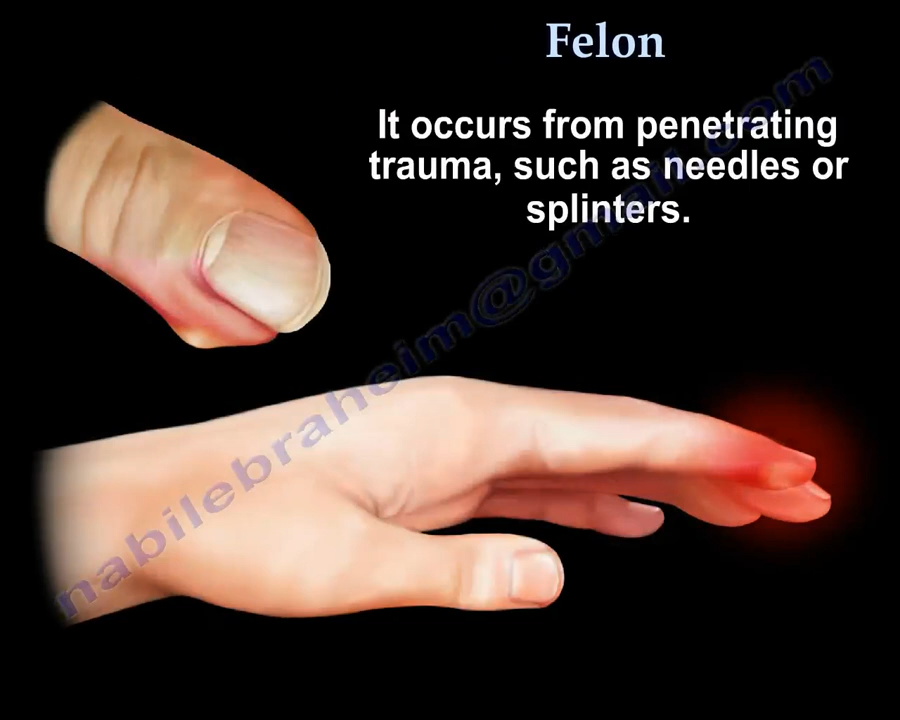 Felon
It occurs from penetrating
trauma, such as needles or
splinters.
nabilebraheim@gmail.com